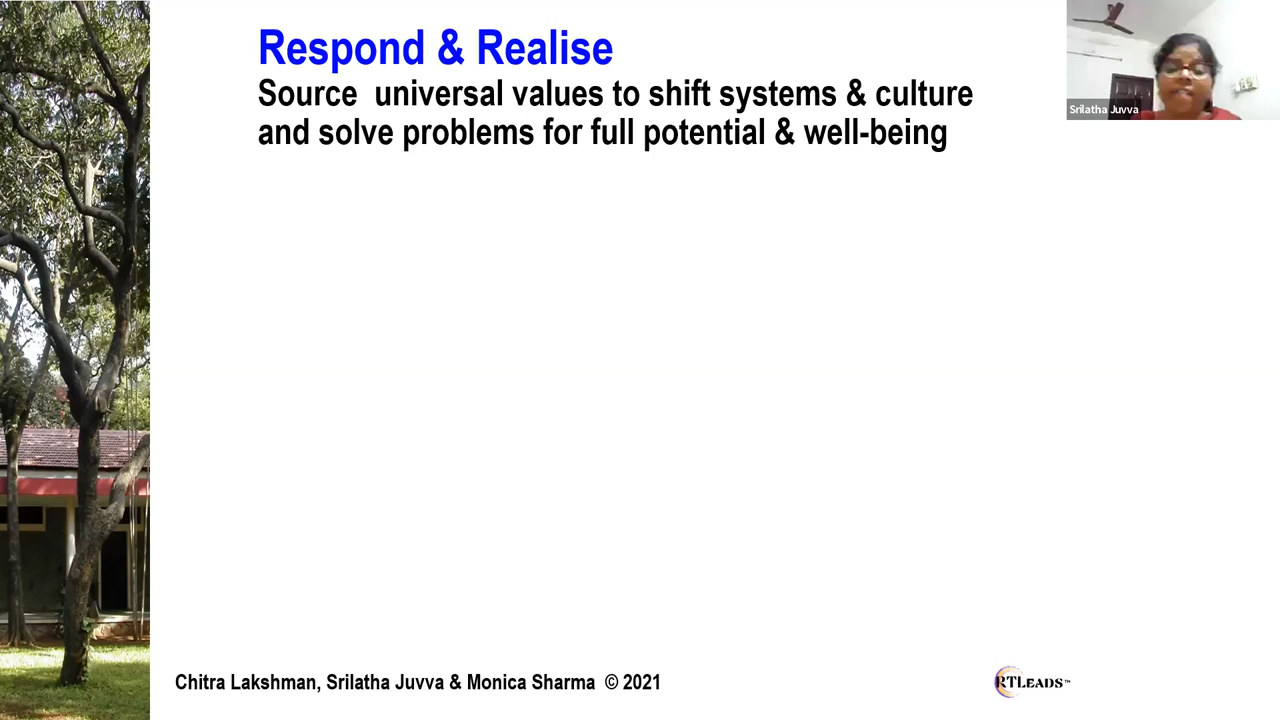 Respond & Realise
Source  universal values to shift systems & culture
and solve problems for full potential & well-being
Srilatha Juvva
Chitra Lakshman, Srilatha Juvva & Monica Sharma  © 2021
RTLEADS™